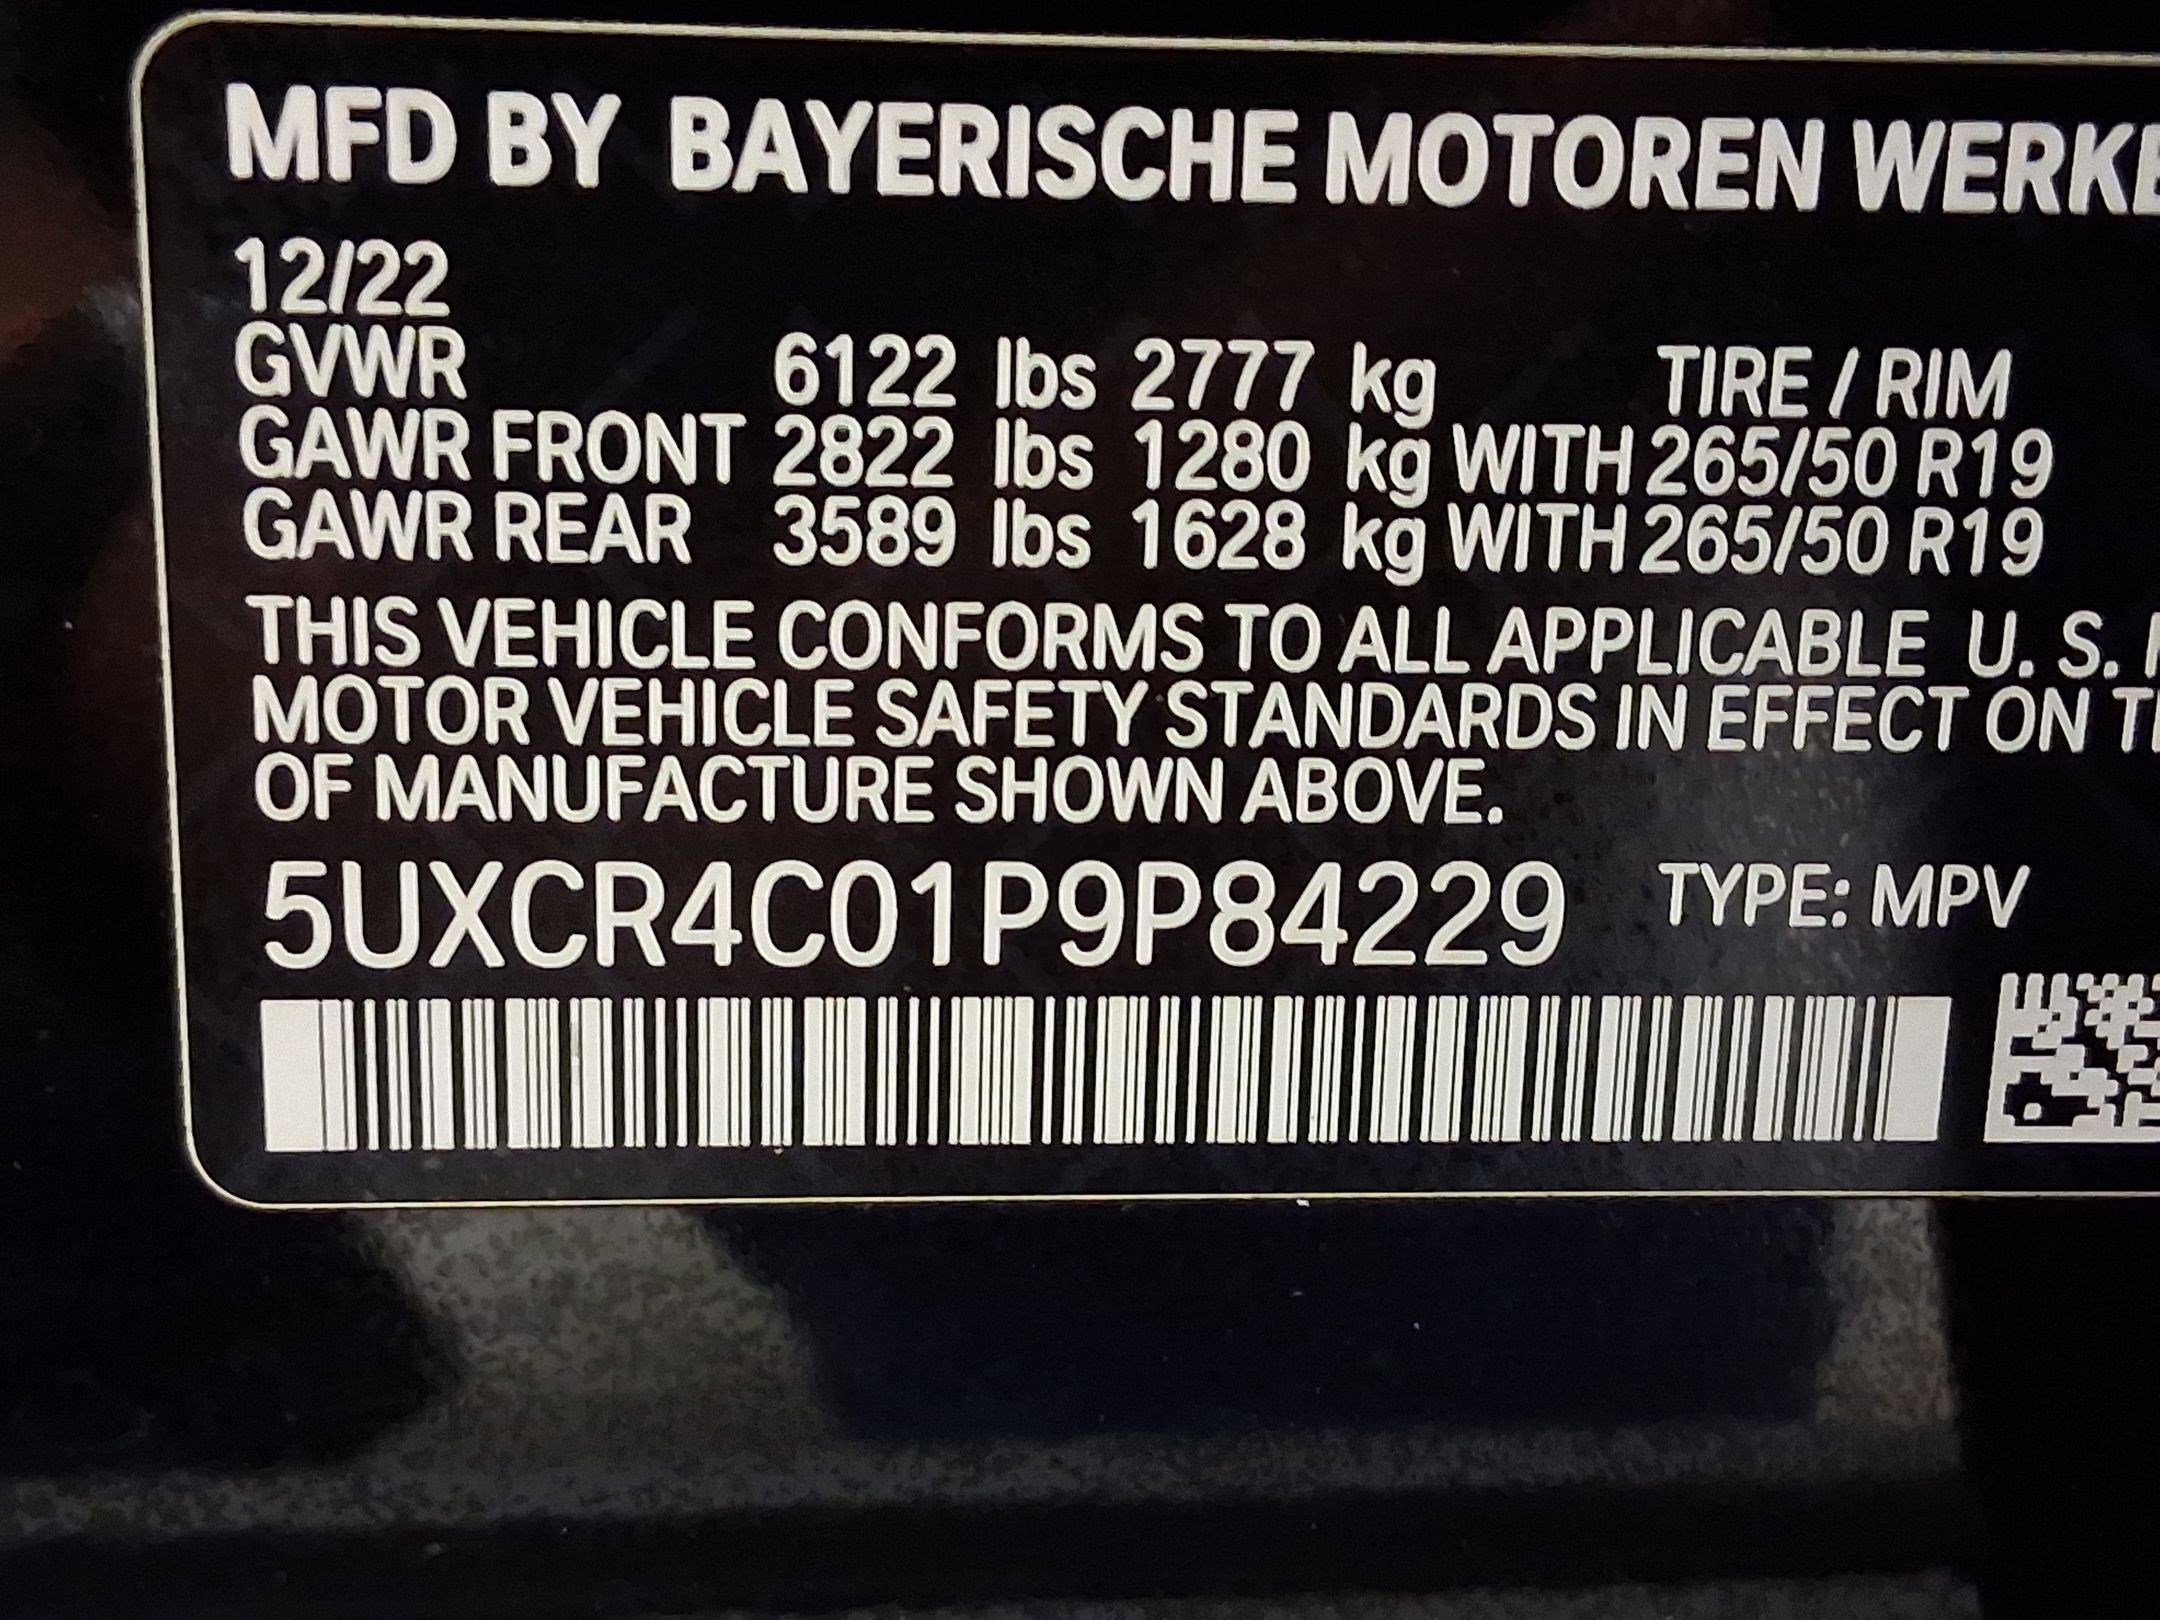 MFD BY BAYERISCHE MOTOREN WERKE
12/22
GVWR 6122 lbs 2777 kg TIRE / RIM
GAWR FRONT 2822 lbs 1280 kg WITH 265/50 R19
GAWR REAR 3589 lbs 1628 kg WITH 265/50 R19
THIS VEHICLE CONFORMS TO ALL APPLICABLE U. S.
MOTOR VEHICLE SAFETY STANDARDS IN EFFECT ON
OF MANUFACTURE SHOWN ABOVE.
5UXCR4C01P9P84229 TYPE: MPV